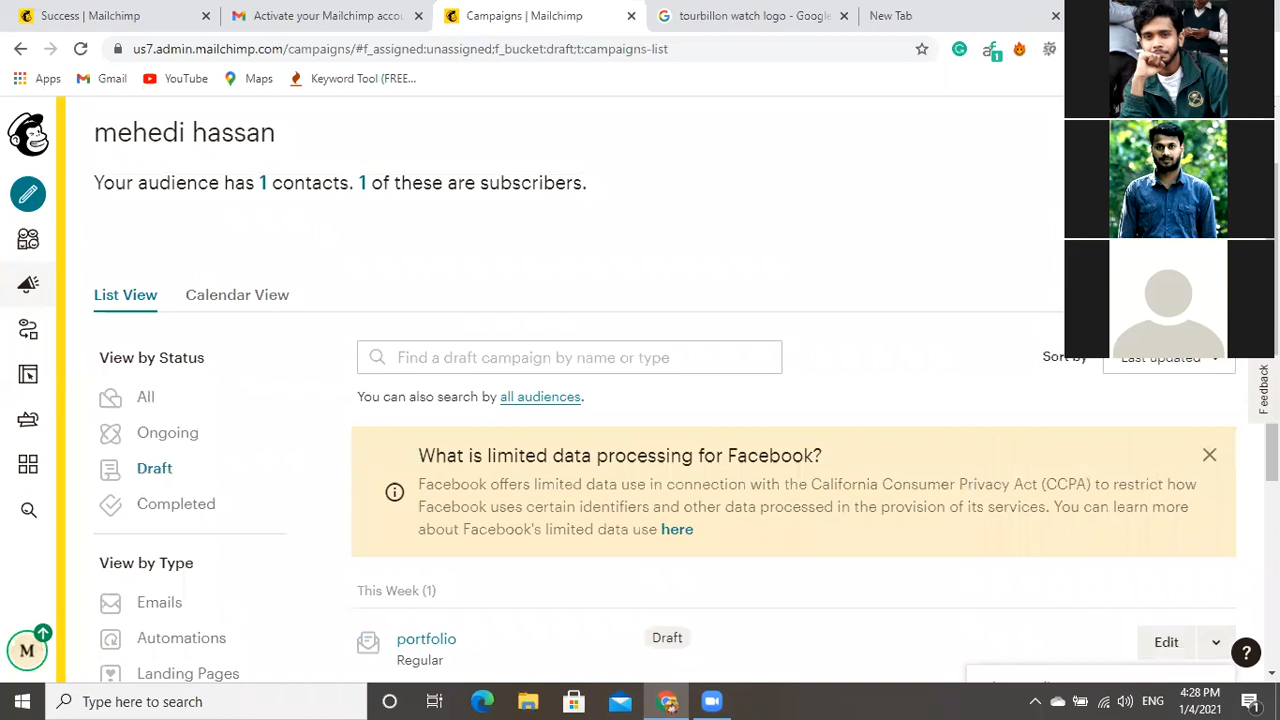 Success | Mailchimp
Activate your Mailchimp accou
Campaigns | Mailchimp
tourbillon watch logo - Google
New Tab
us7.admin.mailchimp.com/campaigns/#f_assigned:unassigned;f_bucket:draft;t:campaigns-list
1
Apps
Gmail
YouTube
Maps
Keyword Tool (FREE...
mehedi hassan
Your audience has 1 contacts. 1 of these are subscribers.
List View
Calendar View
View by Status
All
Ongoing
Draft
Completed
View by Type
Emails
Automations
Landing Pages
Find a draft campaign by name or type
Sort by
Last updated
You can also search by all audiences.
What is limited data processing for Facebook?
Facebook offers limited data use in connection with the California Consumer Privacy Act (CCPA) to restrict how
Facebook uses certain identifiers and other data processed in the provision of its services. You can learn more
about Facebook's limited data use here
This Week (1)
portfolio
Regular
Draft
Edit
Feedback
?
M
Type here to search
ENG
4:28 PM
1/4/2021
1